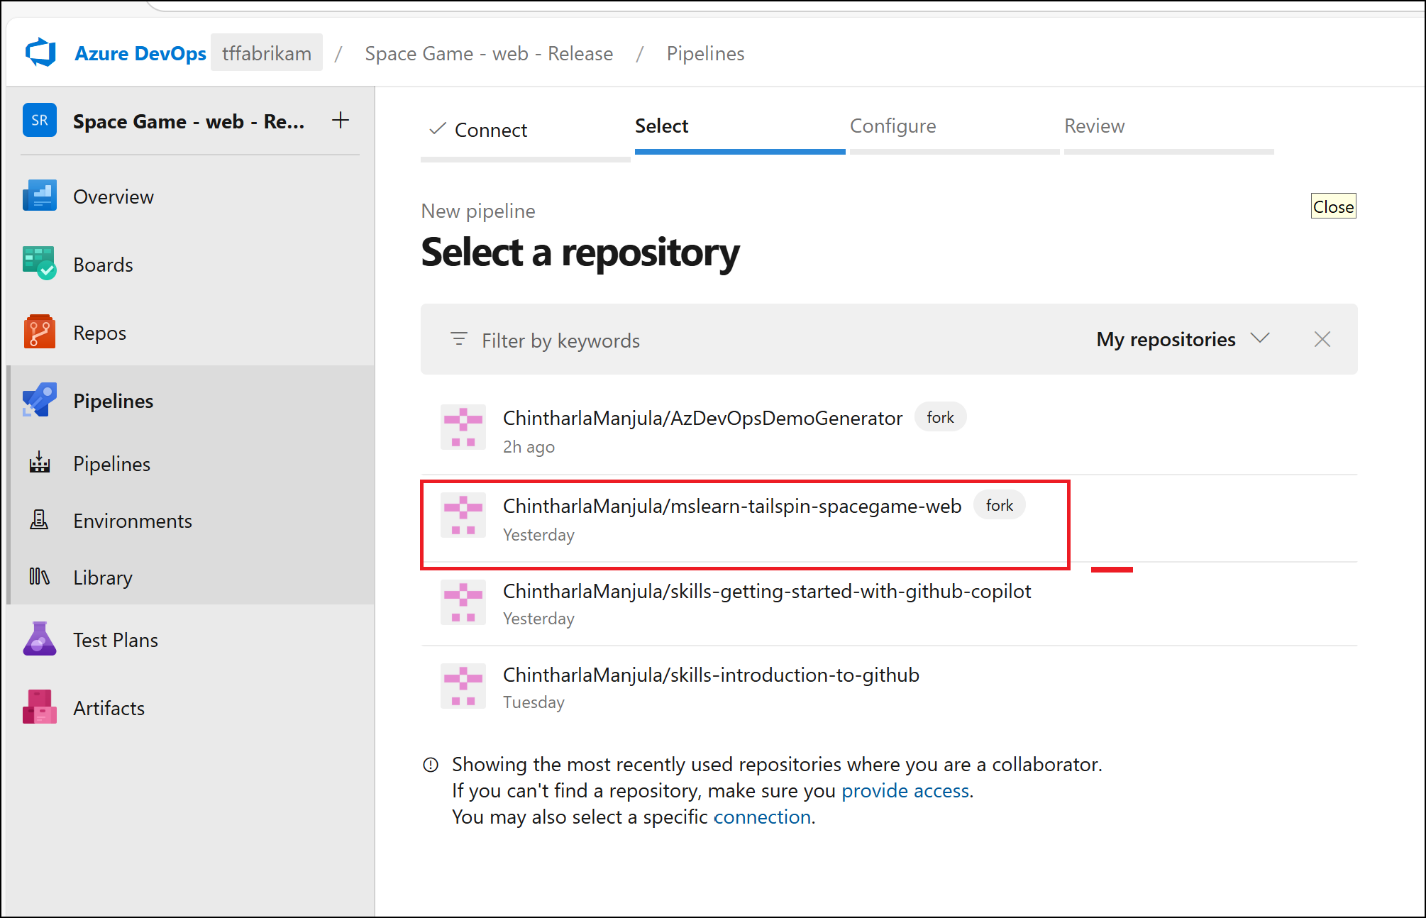 Azure DevOps tffabrikam / Space Game - web - Release / Pipelines
SR Space Game - web - Re... +
Overview
Boards
Repos
Pipelines
Pipelines
Environments
Library
Test Plans
Artifacts
Connect Select Configure Review
New pipeline
Close
Select a repository
Filter by keywords My repositories
ChintharlaManjula/AzDevOpsDemoGenerator fork
2h ago
ChintharlaManjula/mslearn-tailspin-spacegame-web fork
Yesterday
ChintharlaManjula/skills-getting-started-with-github-copilot
Yesterday
ChintharlaManjula/skills-introduction-to-github
Tuesday
Showing the most recently used repositories where you are a collaborator.
If you can't find a repository, make sure you provide access.
You may also select a specific connection.